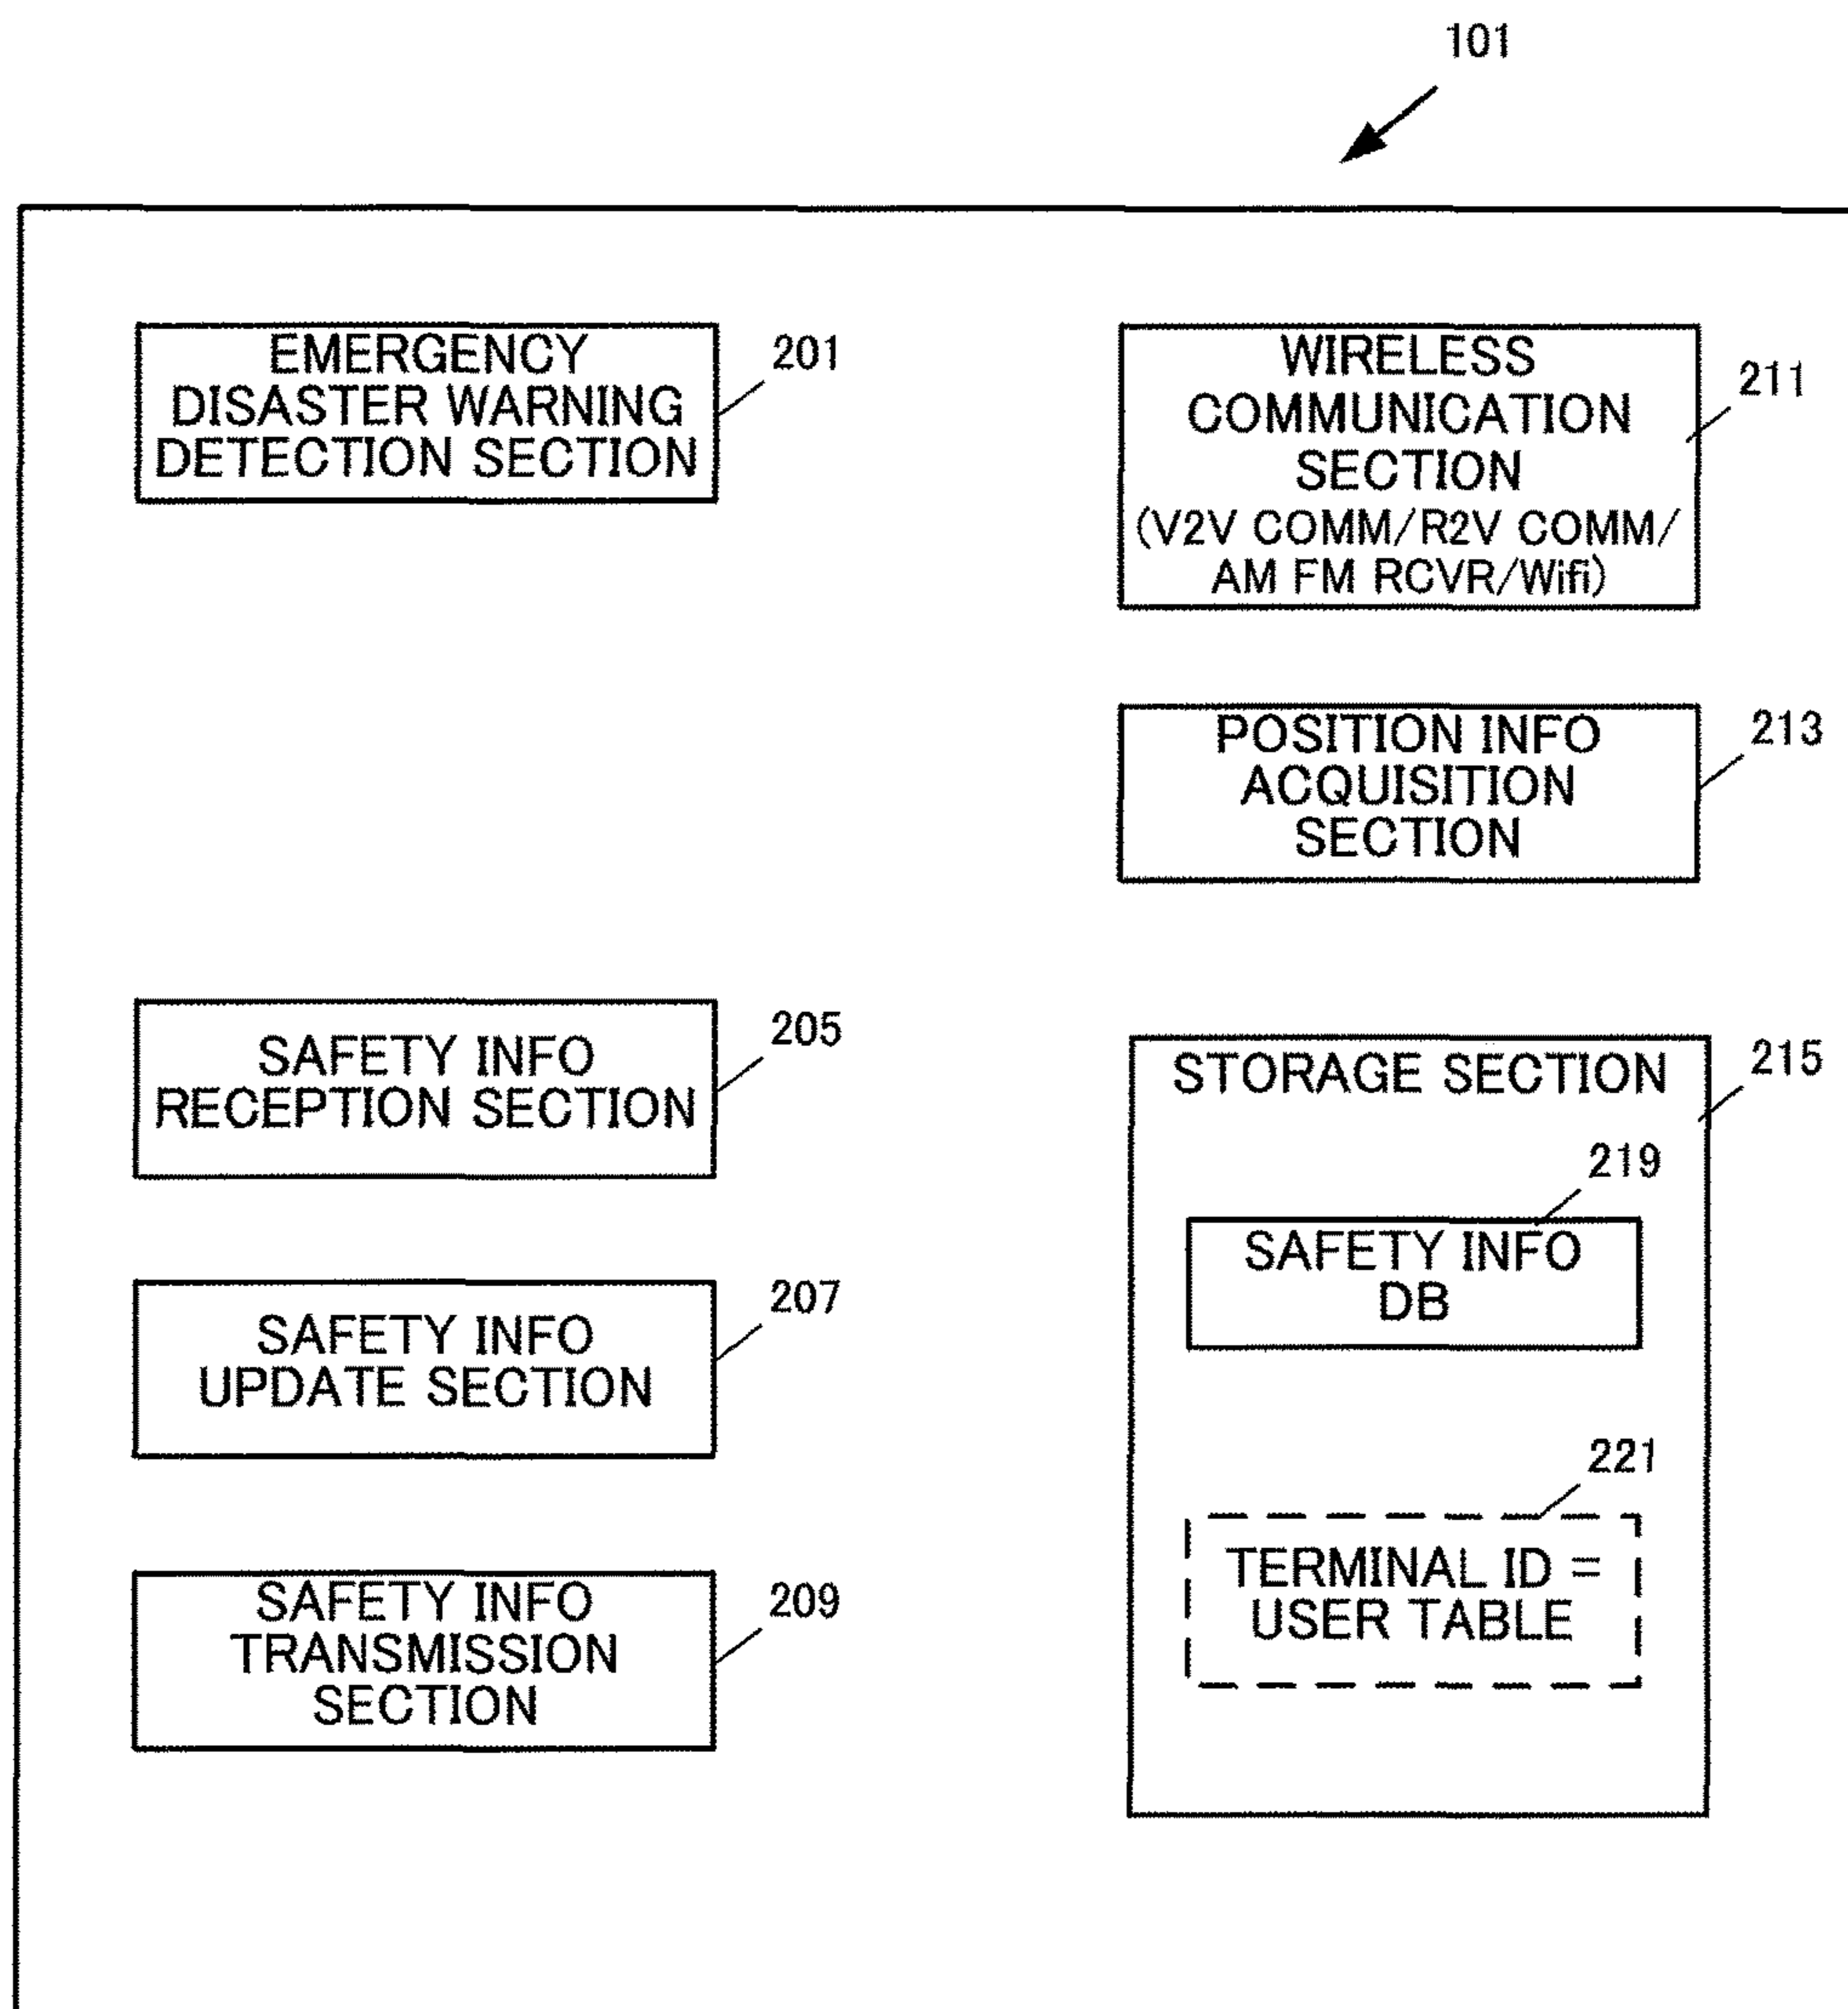 101
EMERGENCY
DISASTER WARNING
DETECTION SECTION
201
WIRELESS
COMMUNICATION
SECTION
(V2V COMM/R2V COMM/
AM FM RCVR/Wifi)
211
POSITION INFO
ACQUISITION
SECTION
213
SAFETY INFO
RECEPTION SECTION
205
STORAGE SECTION
215
219
SAFETY INFO
DB
SAFETY INFO
UPDATE SECTION
207
221
TERMINAL ID =
USER TABLE
SAFETY INFO
TRANSMISSION
SECTION
209